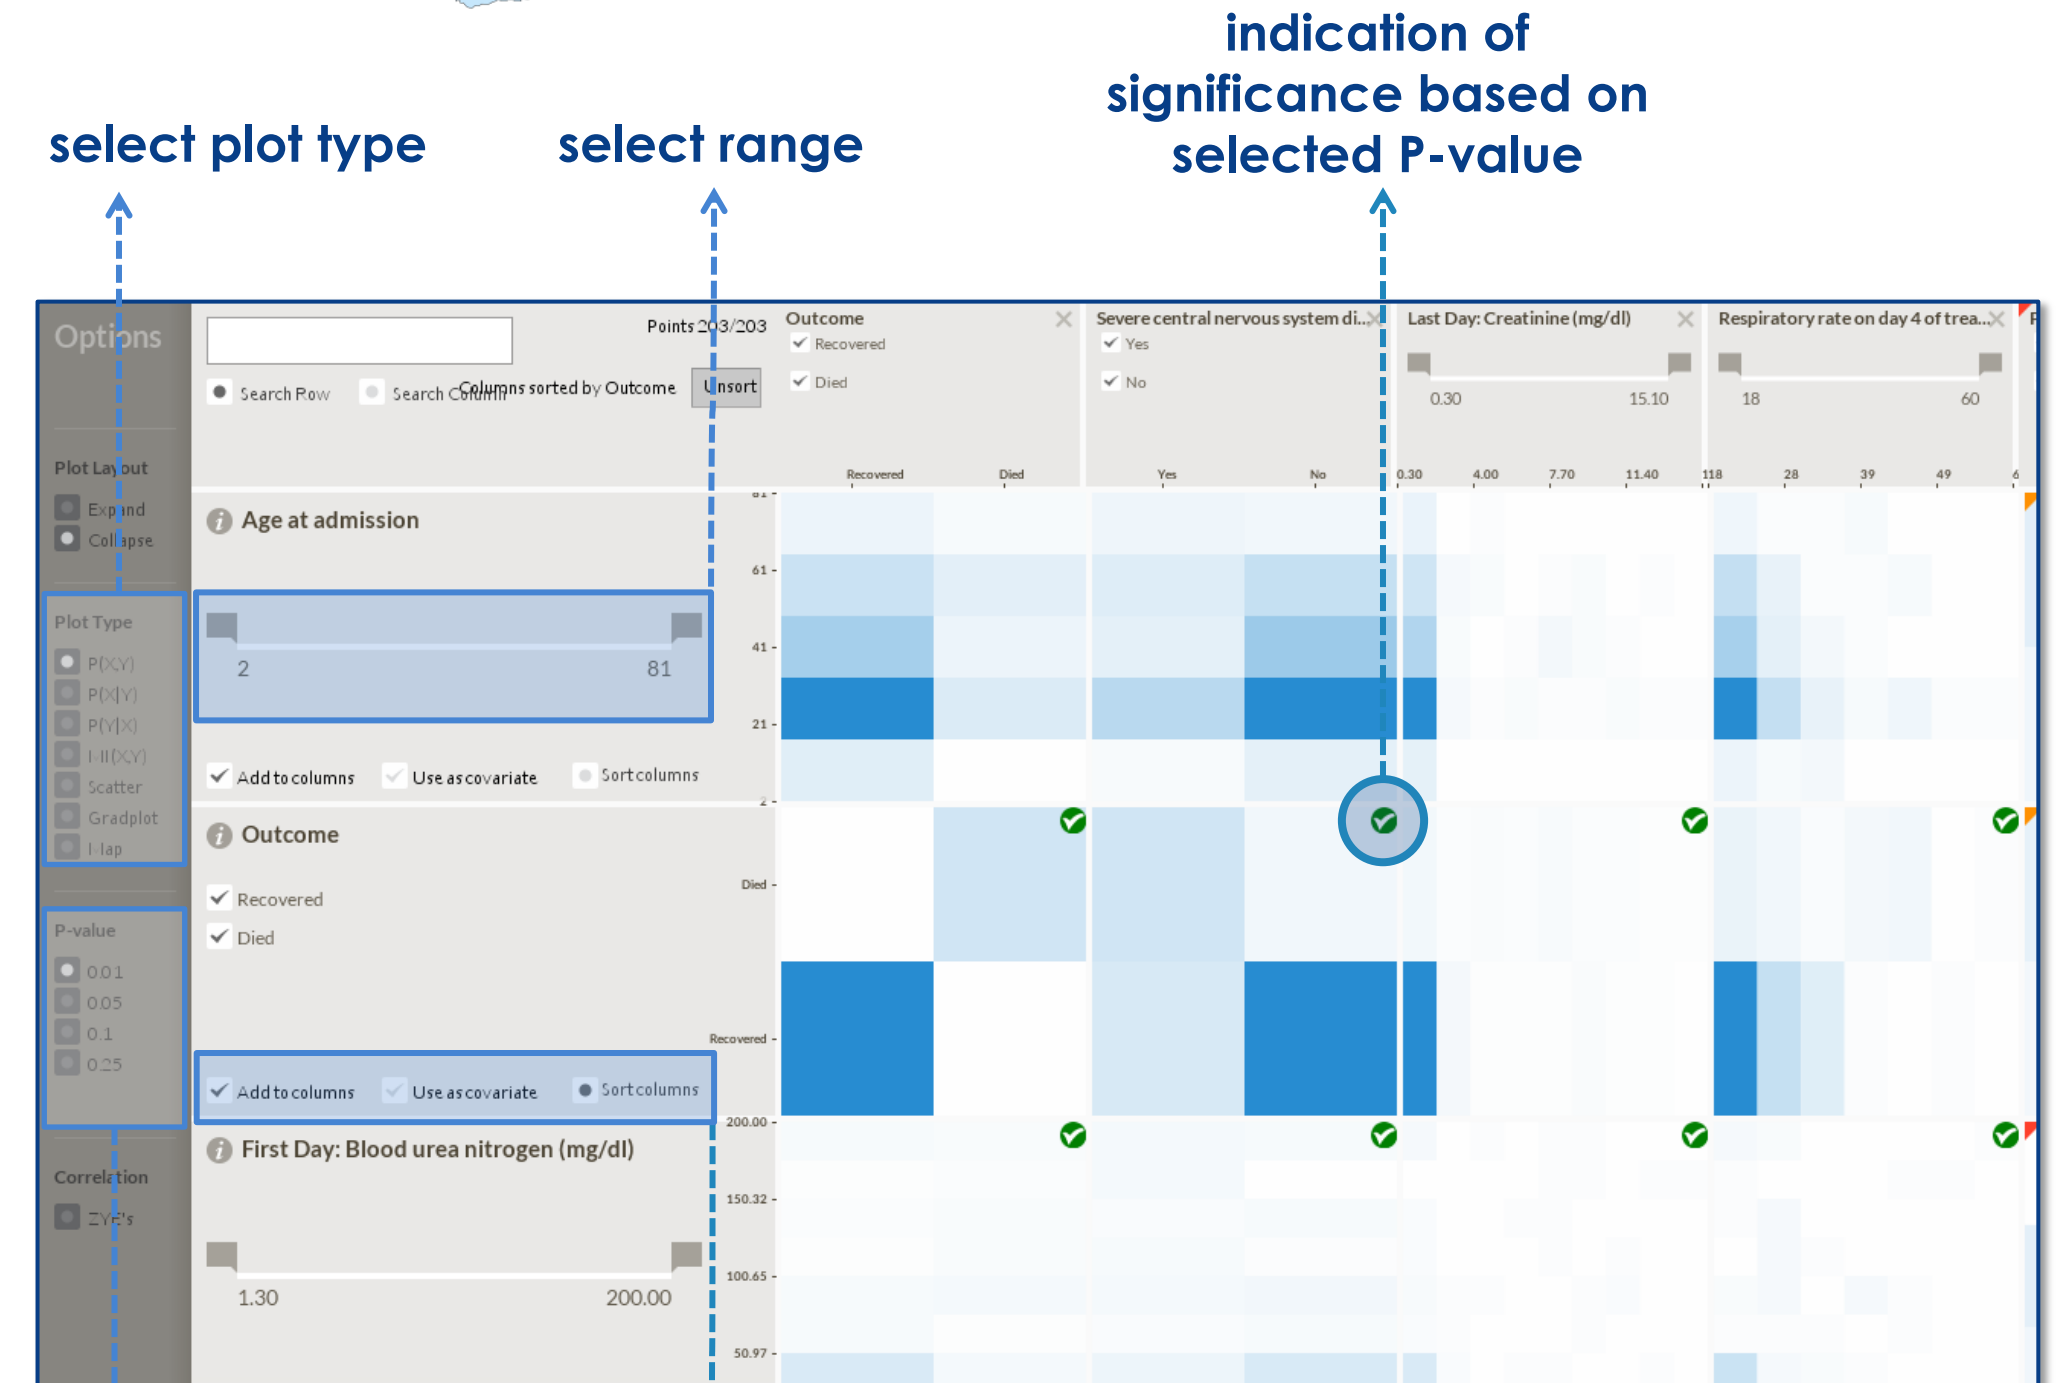 indication of
significance based on
selected P-value
select plot type
select range
Options
Points 203/203
Search Row
Search Column
Columns sorted by Outcome
Unsort
Outcome
Recovered
Died
Severe central nervous system di...
Yes
No
Last Day: Creatinine (mg/dl)
0.30
15.10
Respiratory rate on day 4 of trea...
18
60
Recovered
Died
Yes
No
0.30
4.00
7.70
11.40
18
28
39
49
Plot Layout
Expand
Collapse
Plot Type
P(X,Y)
P(X|Y)
P(Y|X)
Scatter
Gradplot
Map
P-value
0.01
0.05
0.1
0.25
Correlation
Age at admission
2
81
Add to columns
Use as covariate
Sort columns
81
61
41
21
2
Outcome
Recovered
Died
Died
Recovered
Add to columns
Use as covariate
Sort columns
First Day: Blood urea nitrogen (mg/dl)
1.30
200.00
200.00
150.32
100.65
50.97